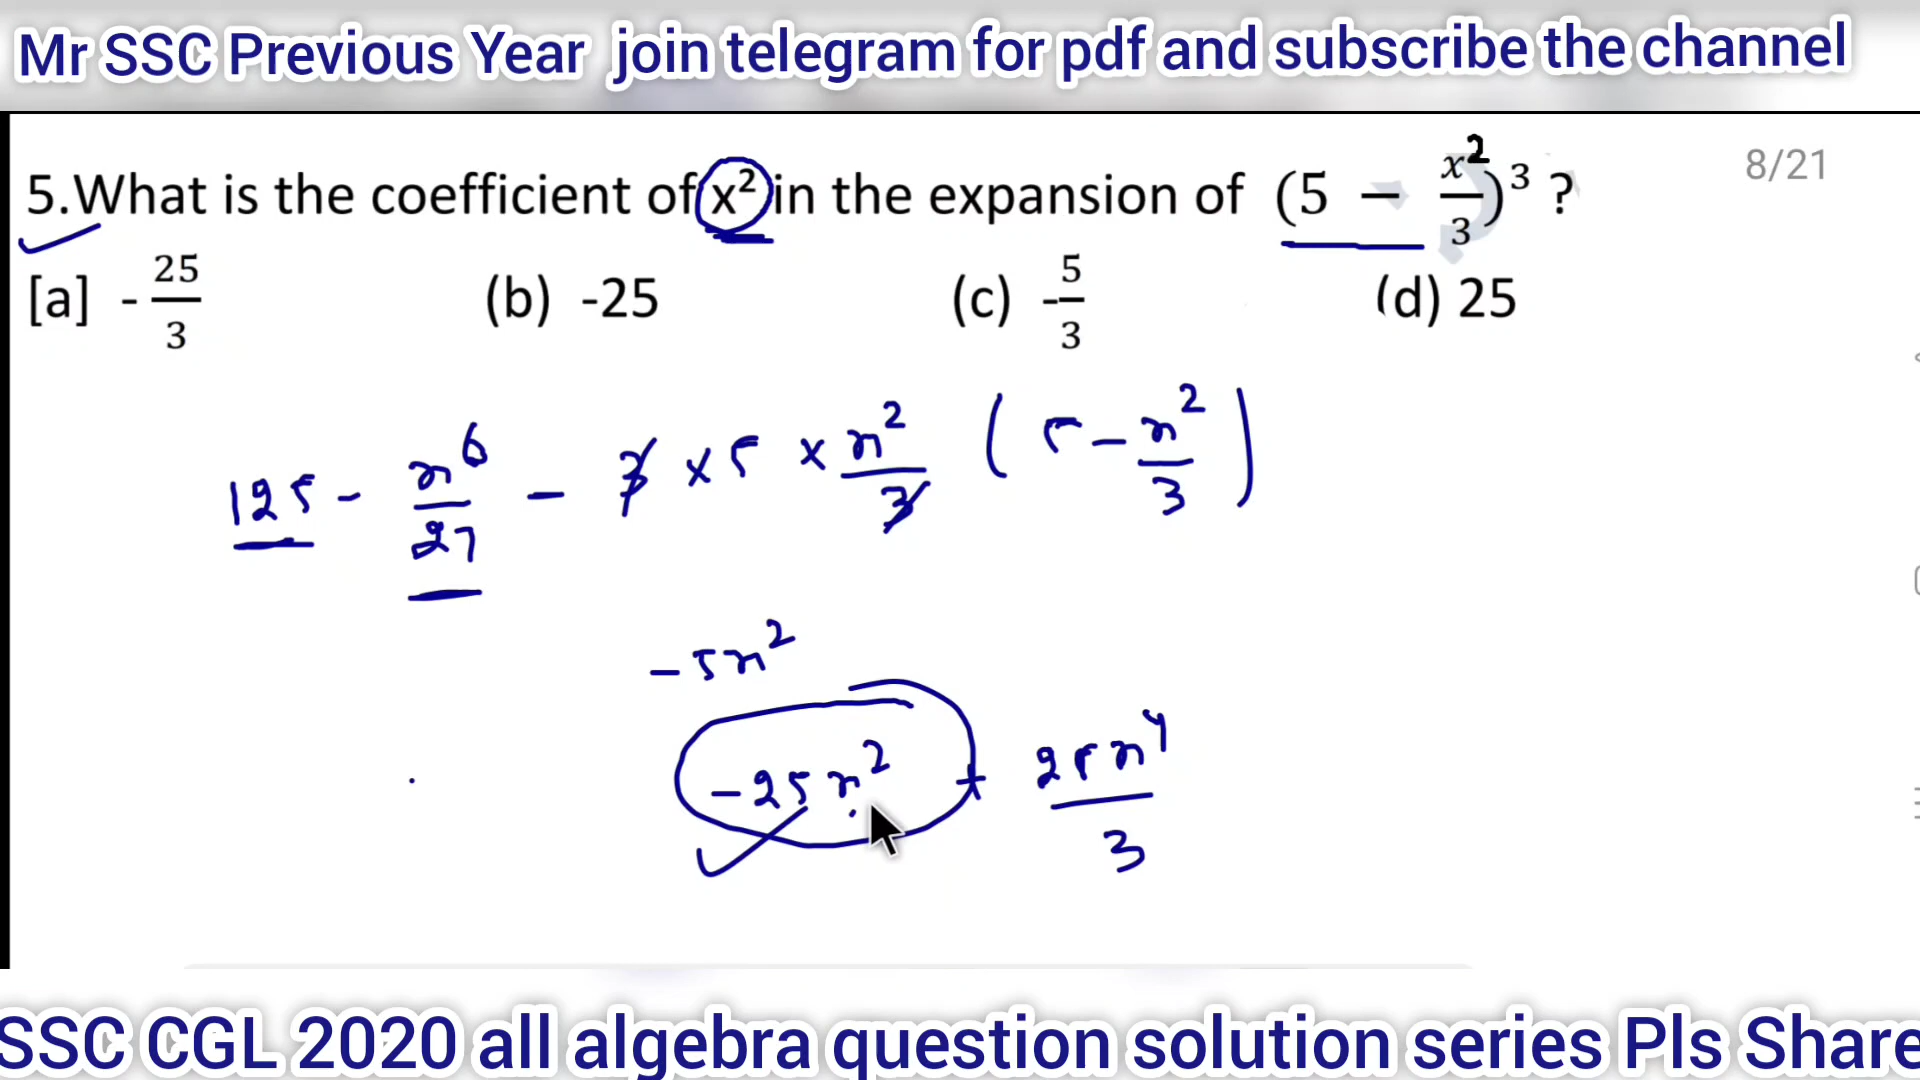 Mr SSC Previous Year join telegram for pdf and subscribe the channel
5.What is the coefficient of x² in the expansion of (5 − x²/3)³ ?
8/21
[a] -25/3 (b) -25 (c) -5/3 (d) 25
125 − x⁶/27 − 3 × 5 × x²/3 (5 − x²/3)
−5x²
−25x² + 25x⁴/3
SSC CGL 2020 all algebra question solution series Pls Share